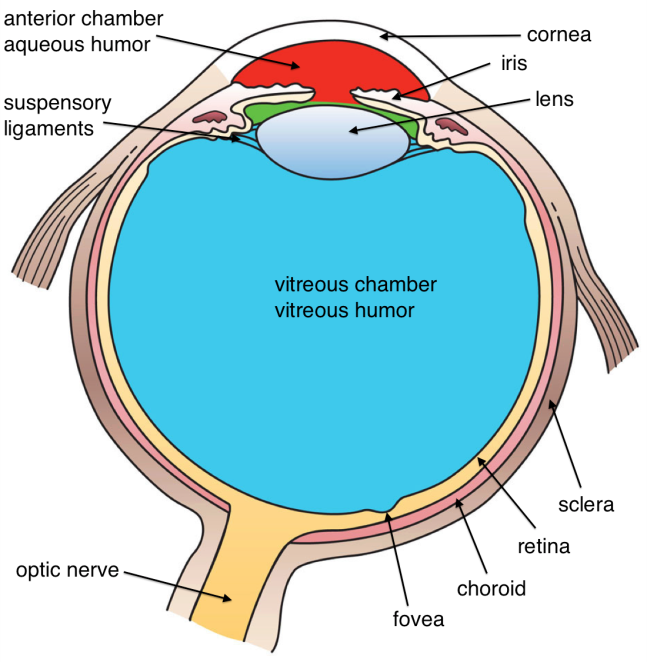 anterior chamber
aqueous humor
cornea
iris
lens
suspensory
ligaments
vitreous chamber
vitreous humor
sclera
retina
choroid
fovea
optic nerve